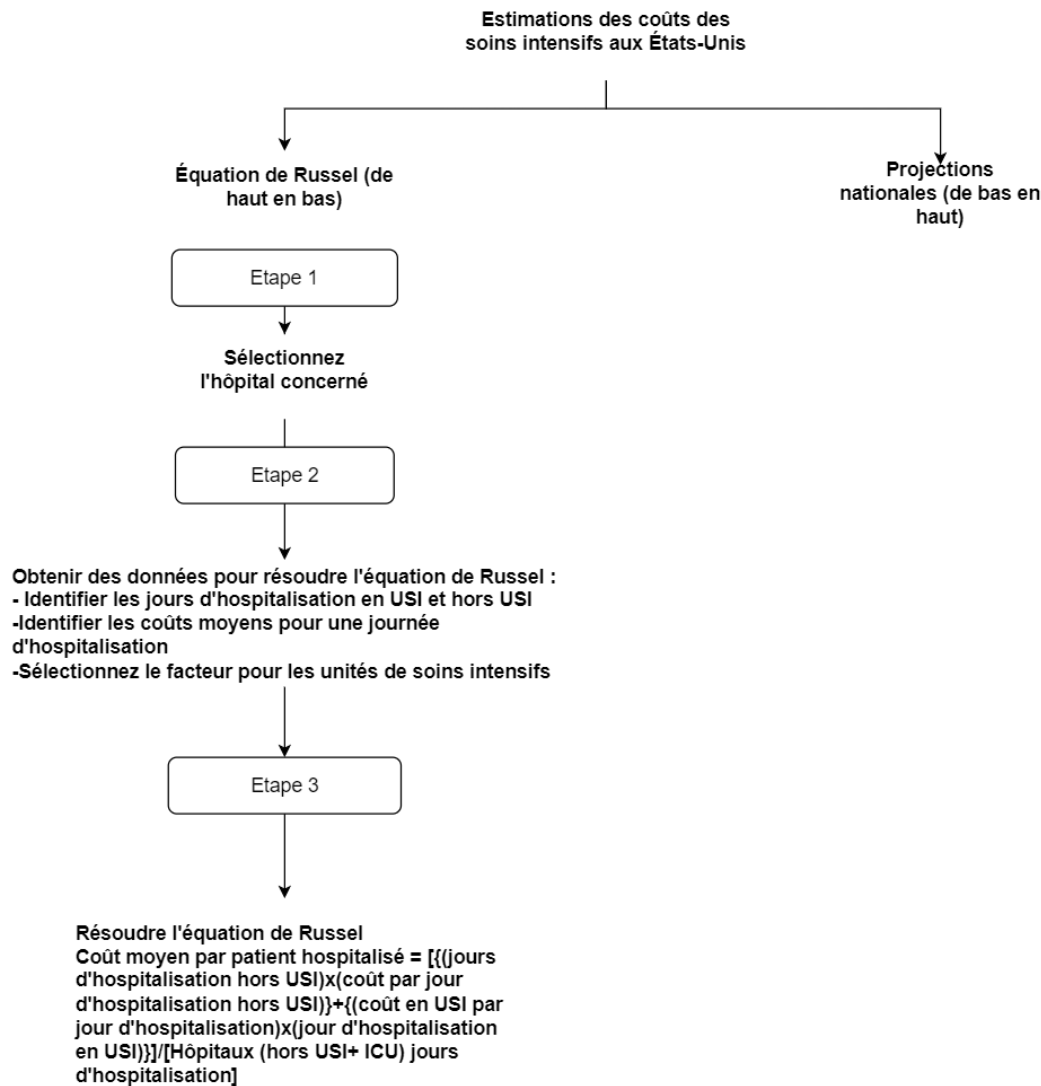 Estimations des coûts des
soins intensifs aux États-Unis
Équation de Russel (de
haut en bas)
Projections
nationales (de bas en
haut)
Etape 1
Sélectionnez
l'hôpital concerné
Etape 2
Obtenir des données pour résoudre l'équation de Russel :
- Identifier les jours d'hospitalisation en USI et hors USI
-Identifier les coûts moyens pour une journée
d'hospitalisation
-Sélectionnez le facteur pour les unités de soins intensifs
Etape 3
Résoudre l'équation de Russel
Coût moyen par patient hospitalisé = [{(jours
d'hospitalisation hors USI)x(coût par jour
d'hospitalisation hors USI)}+{(coût en USI par
jour d'hospitalisation)x(jour d'hospitalisation
en USI)}]/[Hôpitaux (hors USI+ ICU) jours
d'hospitalisation]